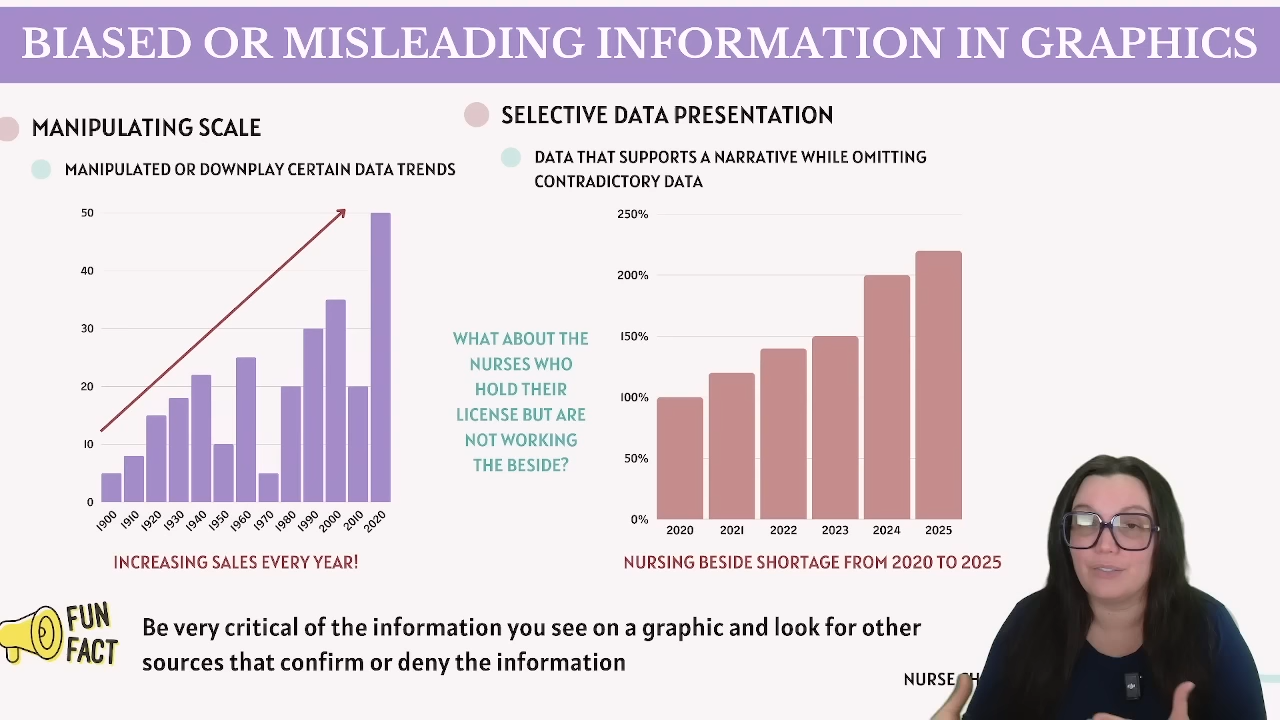 BIASED OR MISLEADING INFORMATION IN GRAPHICS
MANIPULATING SCALE
MANIPULATED OR DOWNPLAY CERTAIN DATA TRENDS
50
40
30
20
10
0
1900
1910
1920
1930
1940
1950
1960
1970
1980
1990
2000
2010
2020
INCREASING SALES EVERY YEAR!
SELECTIVE DATA PRESENTATION
DATA THAT SUPPORTS A NARRATIVE WHILE OMITTING
CONTRADICTORY DATA
WHAT ABOUT THE
NURSES WHO
HOLD THEIR
LICENSE BUT ARE
NOT WORKING
THE BESIDE?
250%
200%
150%
100%
50%
0%
2020
2021
2022
2023
2024
2025
NURSING BESIDE SHORTAGE FROM 2020 TO 2025
FUN
FACT
Be very critical of the information you see on a graphic and look for other
sources that confirm or deny the information
NURSE